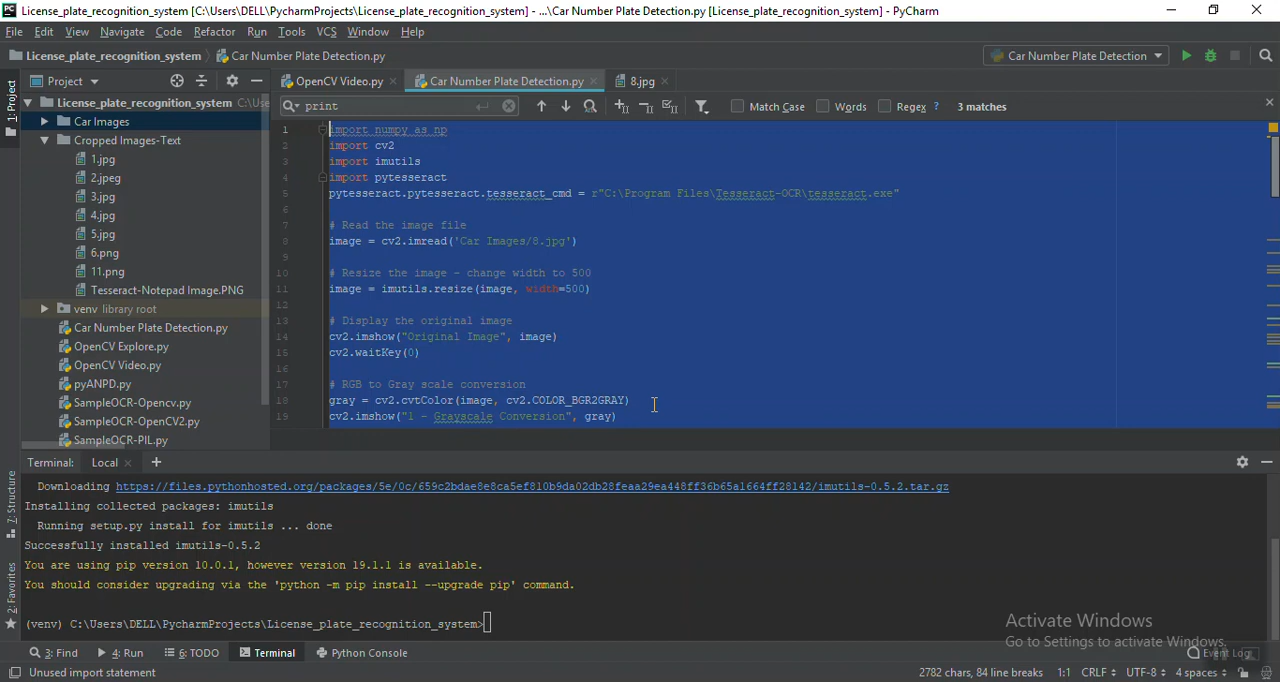 License_plate_recognition_system [C:\Users\DELL\PycharmProjects\License_plate_recognition_system] - ...\Car Number Plate Detection.py [License_plate_recognition_system] - PyCharm
File Edit View Navigate Code Refactor Run Tools VCS Window Help
License_plate_recognition_system Car Number Plate Detection.py
Car Number Plate Detection
1: Project
Project
OpenCV Video.py Car Number Plate Detection.py 8.jpg
License_plate_recognition_system C:\Use
Car Images
Cropped Images-Text
1.jpg
2.jpeg
3.jpg
4.jpg
5.jpg
6.png
11.png
Tesseract-Notepad Image.PNG
venv library root
Car Number Plate Detection.py
OpenCV Explore.py
OpenCV Video.py
pyANPD.py
SampleOCR-Opencv.py
SampleOCR-OpenCV2.py
SampleOCR-PIL.py
print Match Case Words Regex ? 3 matches
1 import numpy as np
2 import cv2
3 import imutils
4 import pytesseract
5 pytesseract.pytesseract.tesseract_cmd = r"C:\Program Files\Tesseract-OCR\tesseract.exe"
6
7 # Read the image file
8 image = cv2.imread('Car Images/8.jpg')
9
10 # Resize the image - change width to 500
11 image = imutils.resize(image, width=500)
12
13 # Display the original image
14 cv2.imshow("Original Image", image)
15 cv2.waitKey(0)
16
17 # RGB to Gray scale conversion
18 gray = cv2.cvtColor(image, cv2.COLOR_BGR2GRAY)
19 cv2.imshow("1 - Grayscale Conversion", gray)
Terminal: Local +
Downloading https://files.pythonhosted.org/packages/5e/0c/659c2bdae8e8ca5ef810b9da02db28feaa29ea448ff36b65a1664ff28142/imutils-0.5.2.tar.gz
Installing collected packages: imutils
Running setup.py install for imutils ... done
Successfully installed imutils-0.5.2
You are using pip version 10.0.1, however version 19.1.1 is available.
You should consider upgrading via the 'python -m pip install --upgrade pip' command.
(venv) C:\Users\DELL\PycharmProjects\License_plate_recognition_system>
7: Structure
2: Favorites
Activate Windows
Go to Settings to activate Windows.
3: Find 4: Run 6: TODO Terminal Python Console Event Log
Unused import statement 2782 chars, 84 line breaks 1:1 CRLF UTF-8 4 spaces